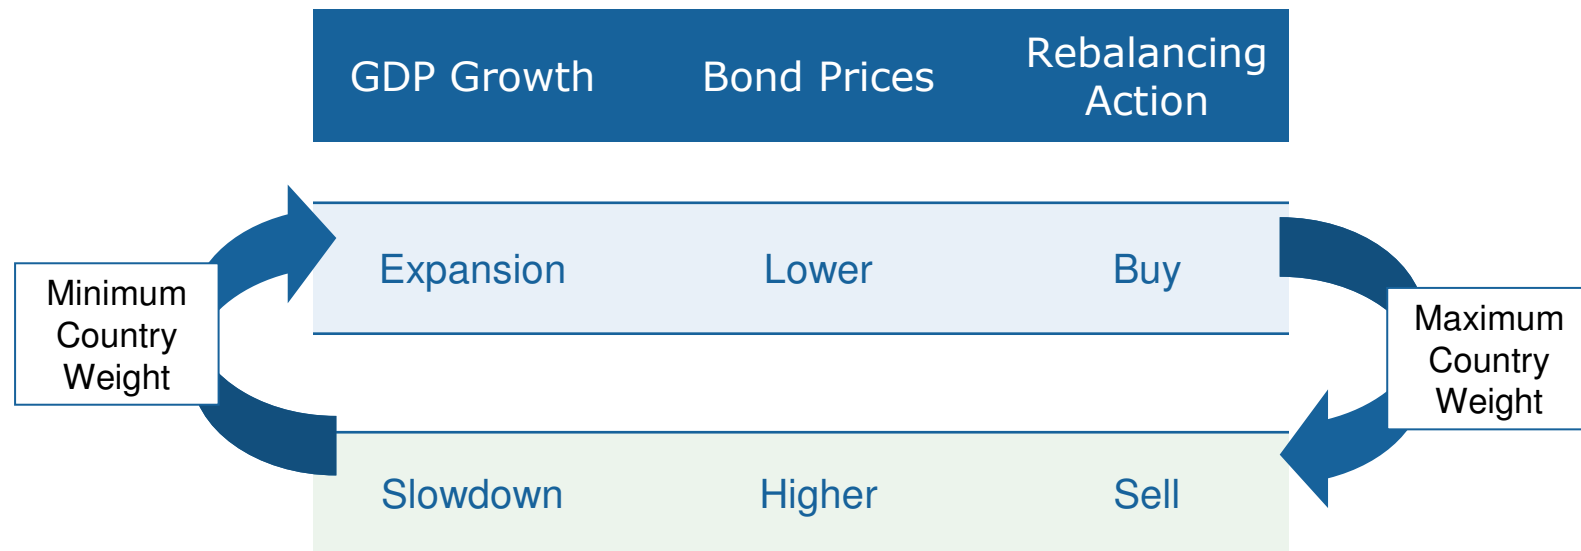 GDP Growth
Bond Prices
Rebalancing
Action
Expansion
Lower
Buy
Minimum
Country
Weight
Maximum
Country
Weight
Slowdown
Higher
Sell